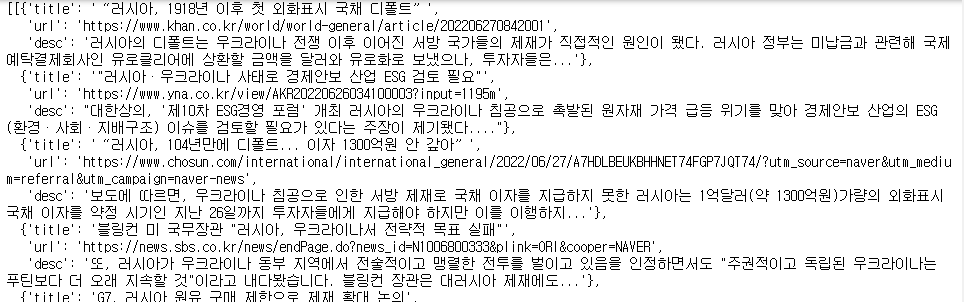 [[{'title': ' “러시아, 1918년 이후 첫 외화표시 국채 디폴트” ',
'url': 'https://www.khan.co.kr/world/world-general/article/202206270842001',
'desc': '러시아의 디폴트는 우크라이나 전쟁 이후 이어진 서방 국가들의 제재가 직접적인 원인이 됐다. 러시아 정부는 미납금과 관련해 국제
예탁결제회사인 유로클리어에 상환할 금액을 달러와 유로화로 보냈으나, 투자자들은...'},
{'title': '"러시아·우크라이나 사태로 경제안보 산업 ESG 검토 필요"',
'url': 'https://www.yna.co.kr/view/AKR20220626034100003?input=1195m',
'desc': "대한상의, '제10차 ESG경영 포럼' 개최 러시아의 우크라이나 침공으로 촉발된 원자재 가격 급등 위기를 맞아 경제안보 산업의 ESG
(환경·사회·지배구조) 이슈를 검토할 필요가 있다는 주장이 제기됐다...."},
{'title': ' “러시아, 104년만에 디폴트... 이자 1300억원 안 갚아” ',
'url': 'https://www.chosun.com/international/international_general/2022/06/27/A7HDLBEUKBHHNET74FGP7JQT74/?utm_source=naver&utm_mediu
m=referral&utm_campaign=naver-news',
'desc': '보도에 따르면, 우크라이나 침공으로 인한 서방 제재로 국채 이자를 지급하지 못한 러시아는 1억달러(약 1300억원)가량의 외화표시
국채 이자를 약정 시기인 지난 26일까지 투자자들에게 지급해야 하지만 이를 이행하지...'},
{'title': '블링컨 미 국무장관 "러시아, 우크라이나서 전략적 목표 실패"',
'url': 'https://news.sbs.co.kr/news/endPage.do?news_id=N1006800333&plink=ORI&cooper=NAVER',
'desc': '또, 러시아가 우크라이나 동부 지역에서 전술적이고 맹렬한 전투를 벌이고 있음을 인정하면서도 "주권적이고 독립된 우크라이나는
푸틴보다 더 오래 지속할 것"이라고 내다봤습니다. 블링컨 장관은 대러시아 제재에도...'},
{'title': 'G7, 러시아 원유 구매 제한으로 제재 확대 논의',